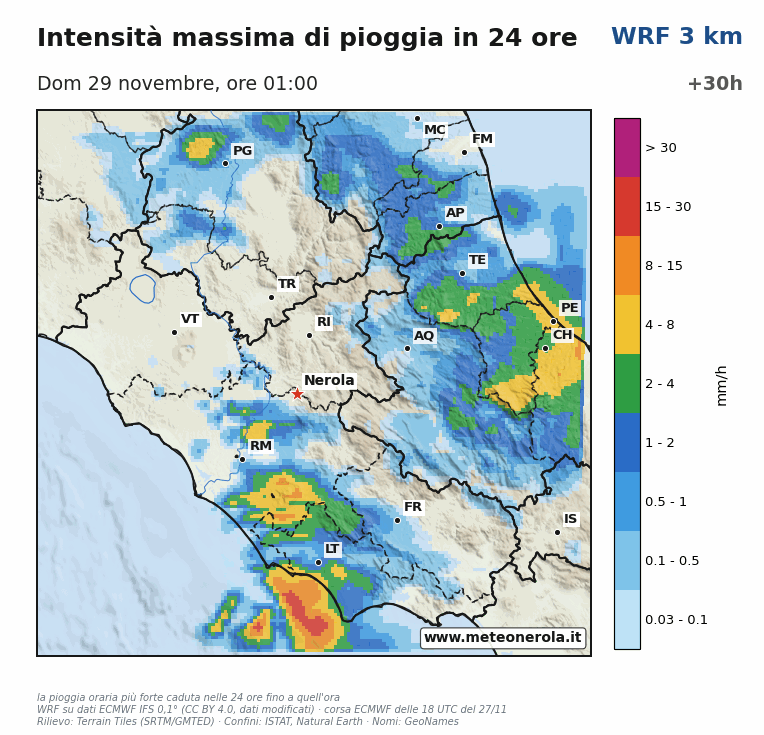 Intensità massima di pioggia in 24 ore
WRF 3 km
Dom 29 novembre, ore 01:00
+30h
MC
FM
PG
AP
TE
TR
PE
VT
RI
AQ
CH
Nerola
RM
FR
IS
LT
www.meteonerola.it
> 30
15 - 30
8 - 15
4 - 8
2 - 4
1 - 2
0.5 - 1
0.1 - 0.5
0.03 - 0.1
mm/h
la pioggia oraria più forte caduta nelle 24 ore fino a quell'ora
WRF su dati ECMWF IFS 0,1° (CC BY 4.0, dati modificati) · corsa ECMWF delle 18 UTC del 27/11
Rilievo: Terrain Tiles (SRTM/GMTED) · Confini: ISTAT, Natural Earth · Nomi: GeoNames